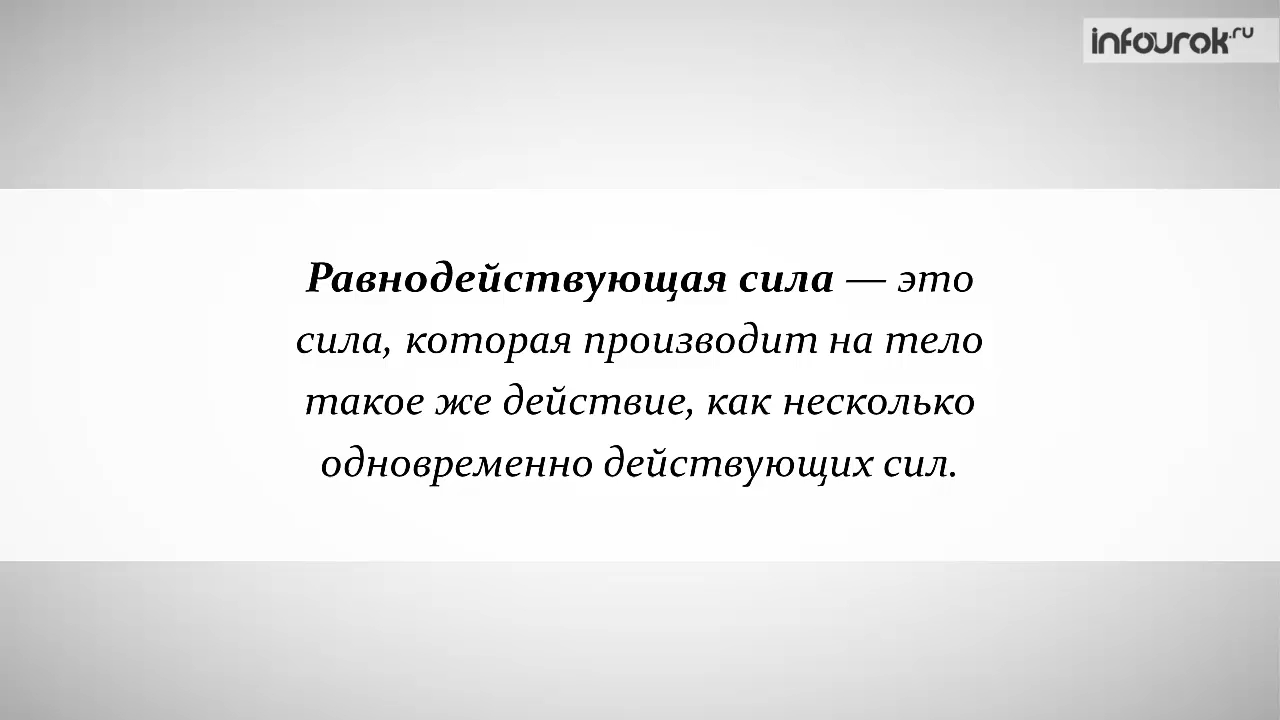 infourok.ru
Равнодействующая сила — это
сила, которая производит на тело
такое же действие, как несколько
одновременно действующих сил.